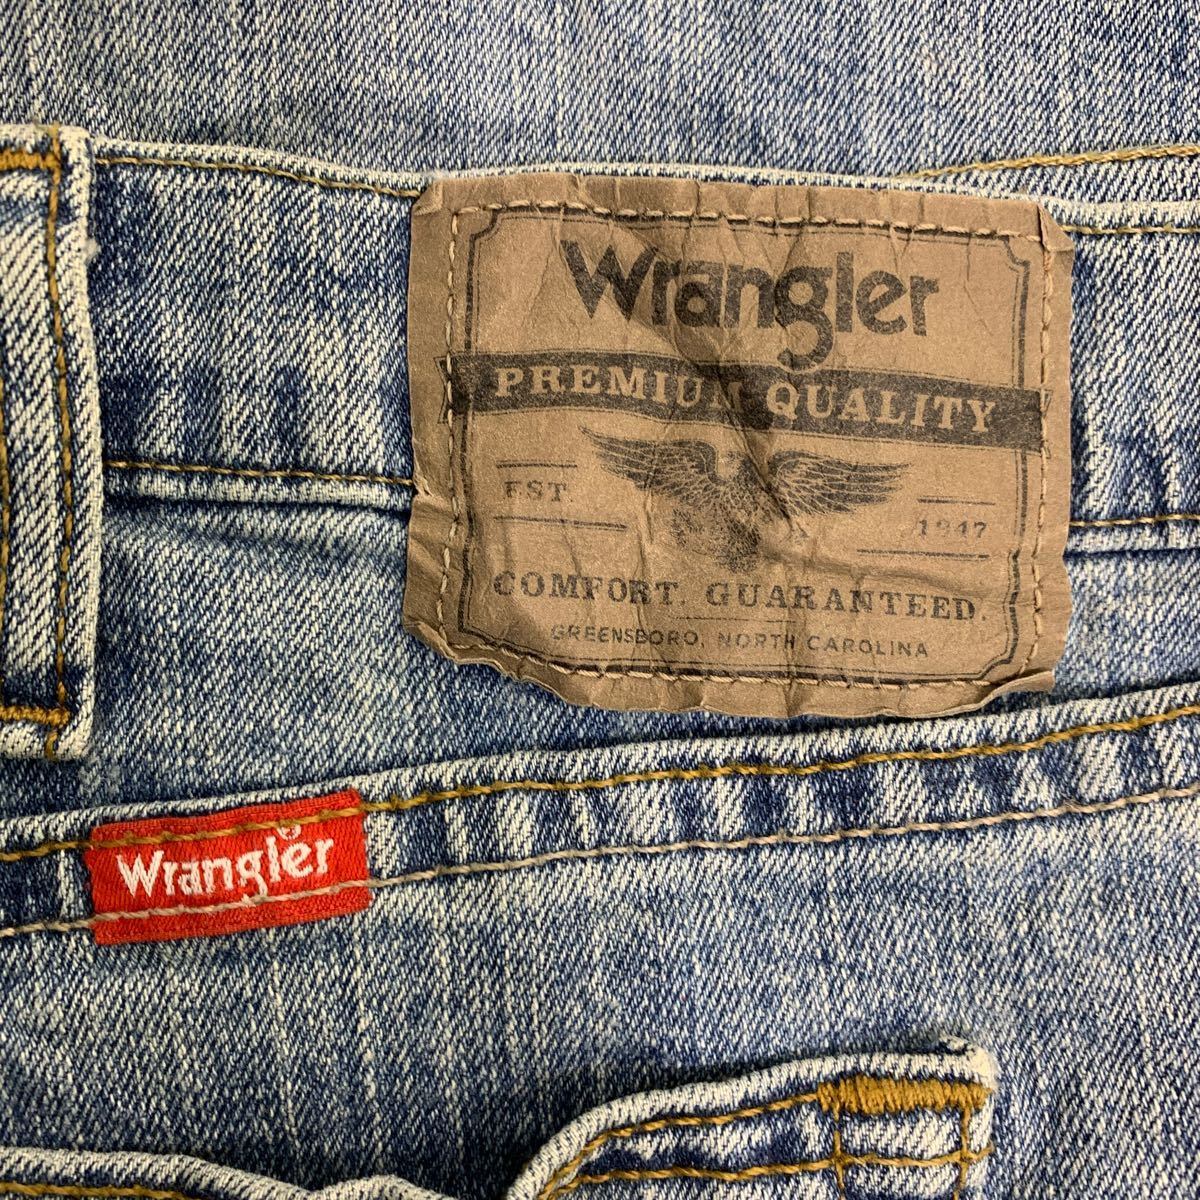 Wrangler
PREMIUM QUALITY
EST. 1947
COMFORT. GUARANTEED.
GREENSBORO, NORTH CAROLINA
Wrangler®